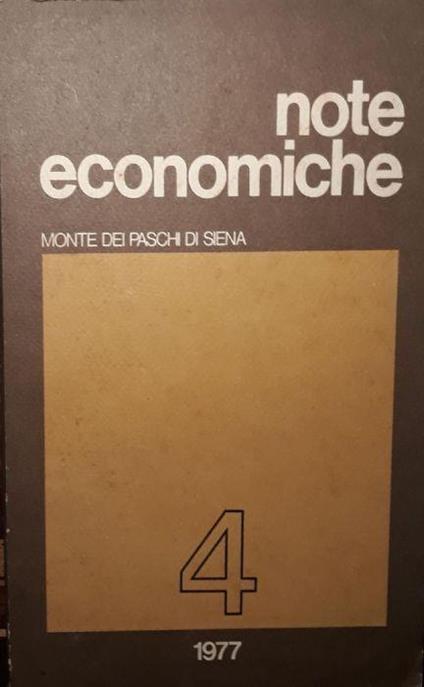 note
economiche
MONTE DEI PASCHI DI SIENA
4
1977